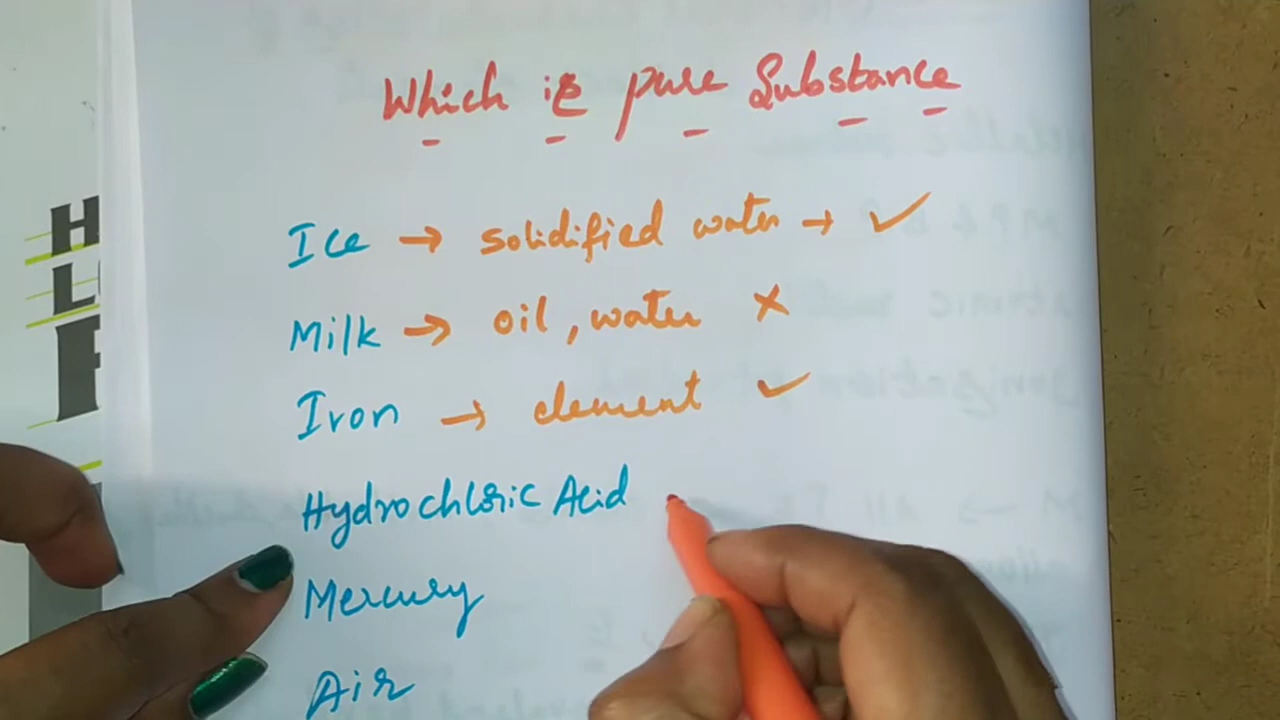 Which is pure Substance
Ice → solidified water → ✓
Milk → oil, water ✗
Iron → element ✓
Hydrochloric Acid
Mercury
Air